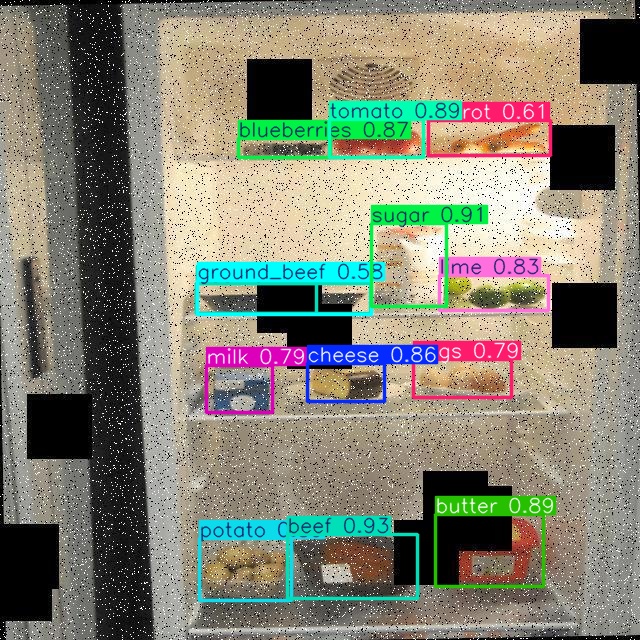 tomato 0.89
rot 0.61
blueberries 0.87
sugar 0.91
ground_beef 0.58
lime 0.83
milk 0.79
cheese 0.86
gs 0.79
butter 0.89
potato
beef 0.93